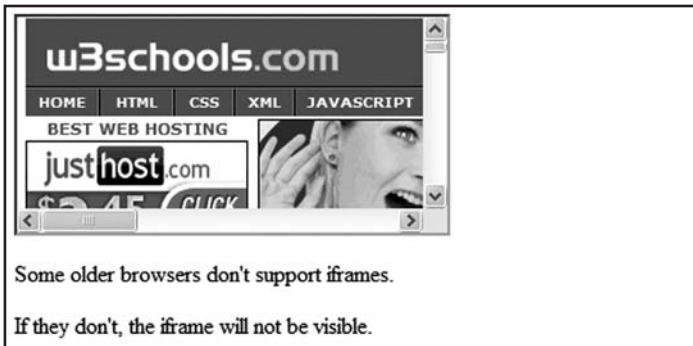 w3schools.com
HOME HTML CSS XML JAVASCRIPT
BEST WEB HOSTING
justhost.com
CLICK
Some older browsers don't support iframes.
If they don't, the iframe will not be visible.